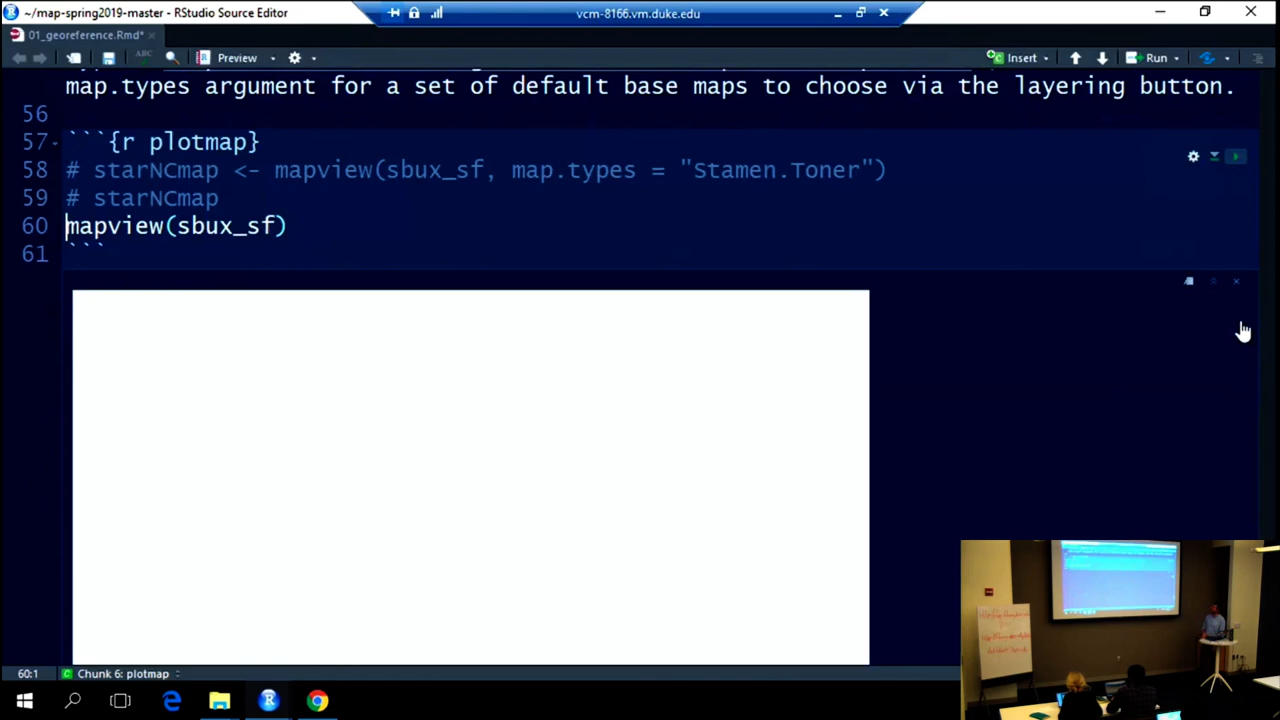 ~/map-spring2019-master - RStudio Source Editor
vcm-8166.vm.duke.edu
01_georeference.Rmd*
ABC
Preview
Insert
Run
map.types argument for a set of default base maps to choose via the layering button.
56
57 ```{r plotmap}
58 # starNCmap <- mapview(sbux_sf, map.types = "Stamen.Toner")
59 # starNCmap
60 mapview(sbux_sf)
61 ```
60:1
Chunk 6: plotmap